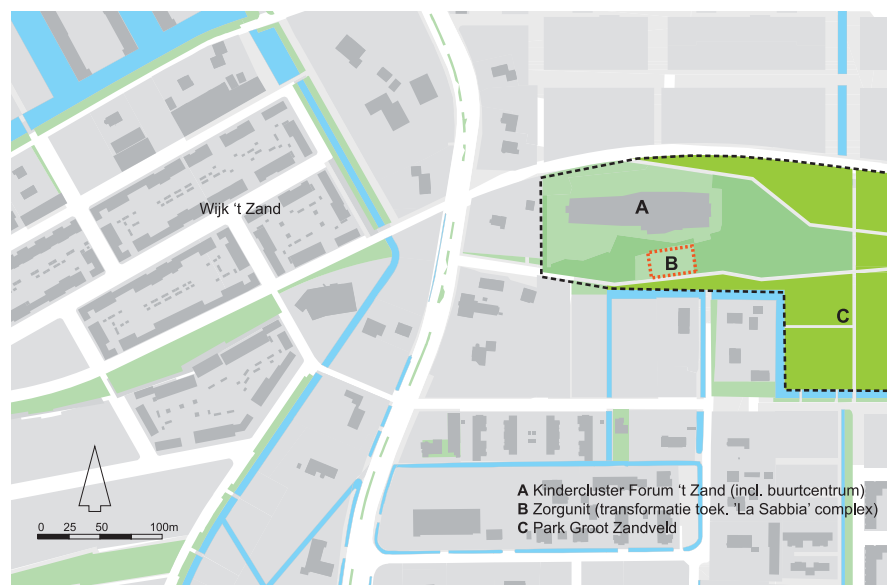 A
Wijk ‘t Zand
B
C
A Kindercluster Forum ‘t Zand (incl. buurtcentrum)
B Zorgunit (transformatie toek. 'La Sabbia’ complex)
C Park Groot Zandveld
0 25 50 100m